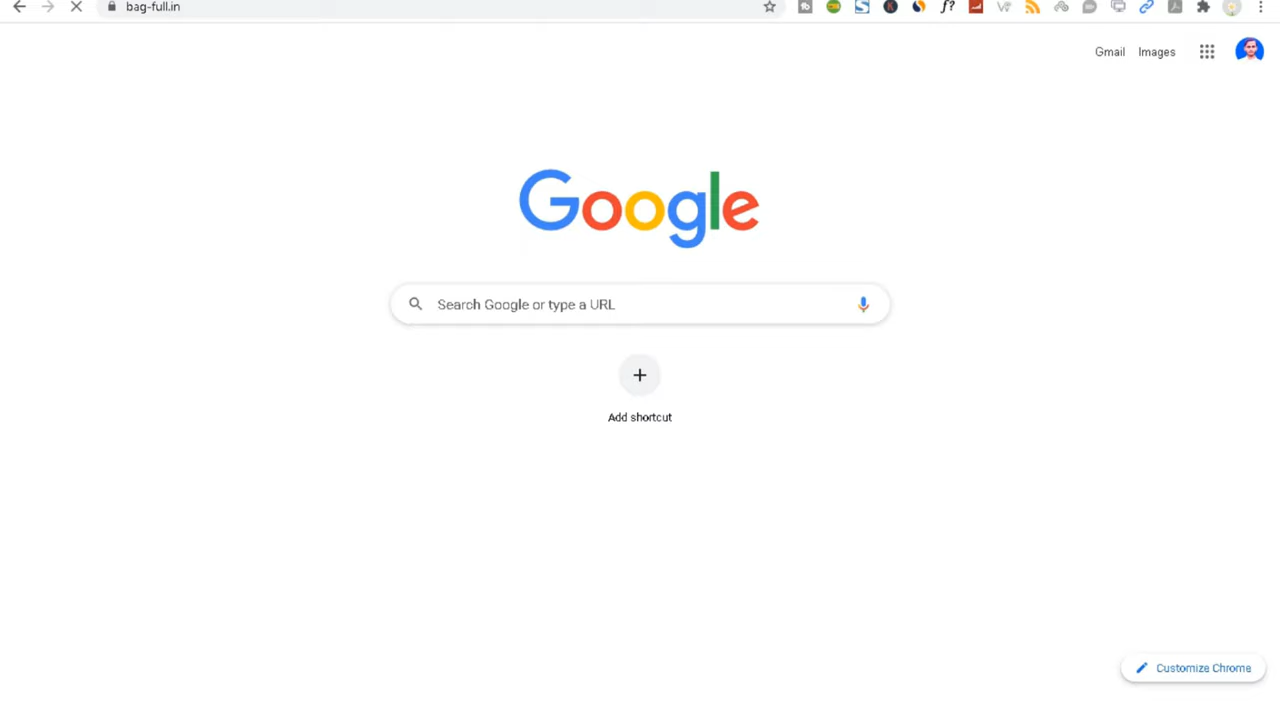 bag-full.in
f?
Gmail Images
Google
Search Google or type a URL
Add shortcut
Customize Chrome